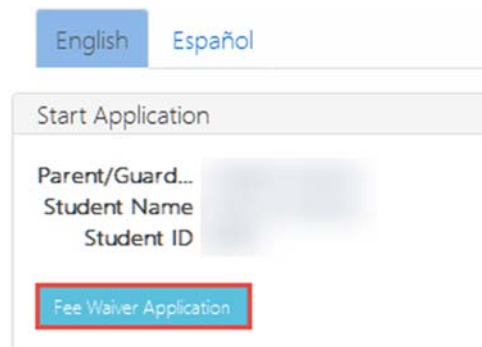 English Español
Start Application
Parent/Guard...
Student Name
Student ID
Fee Waiver Application